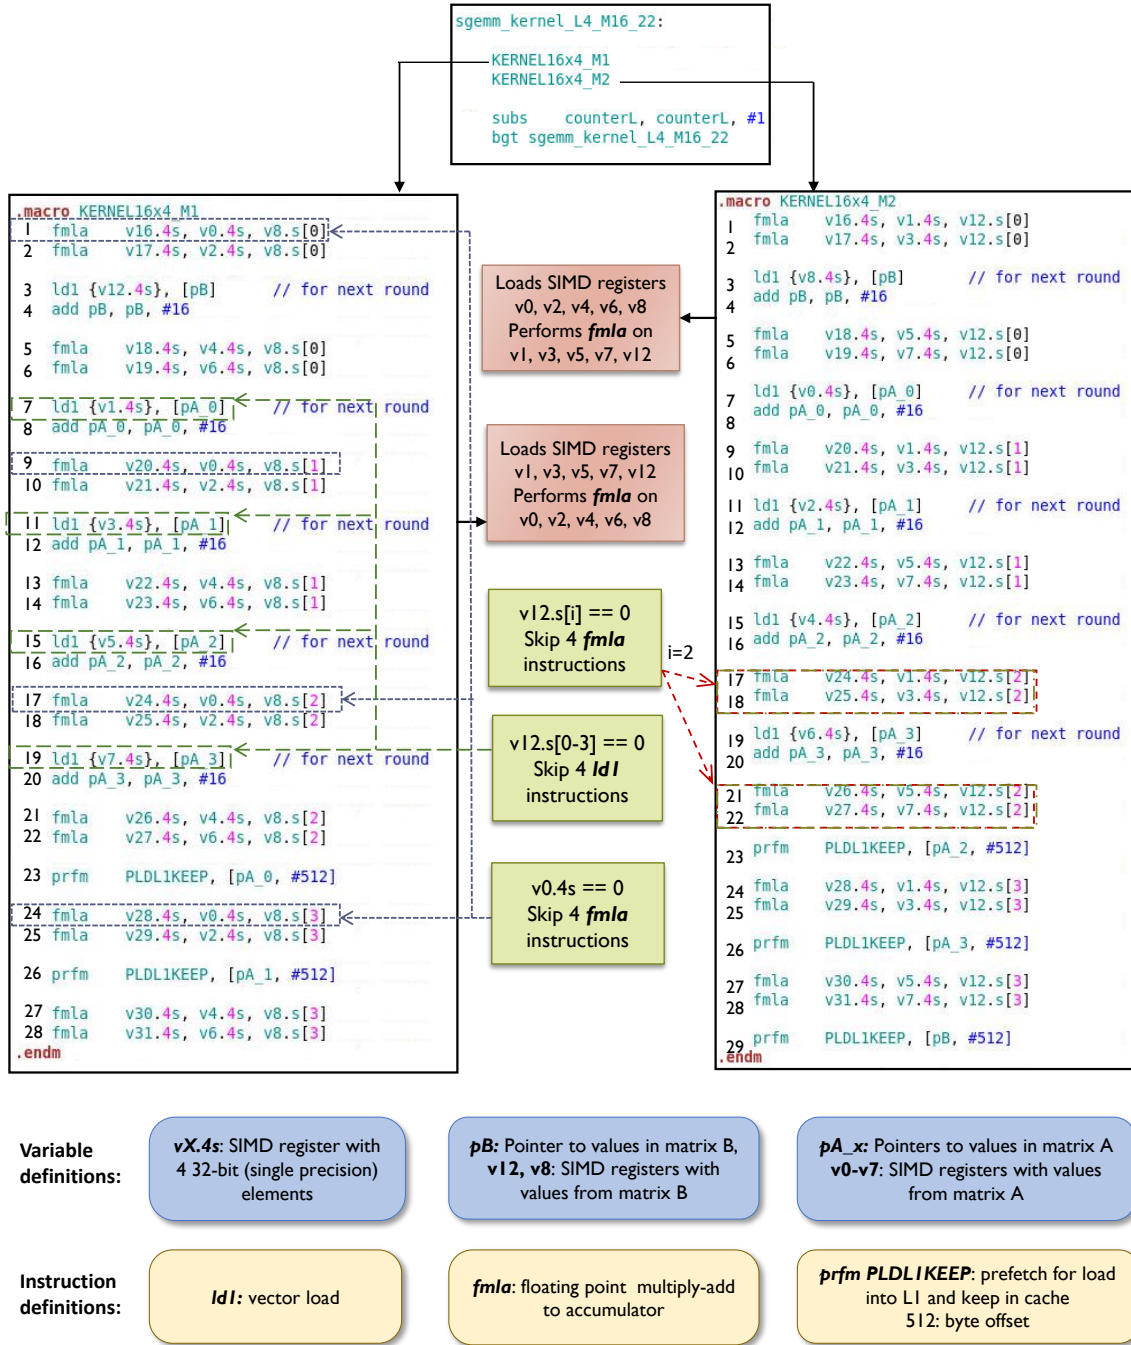 sgemm_kernel_L4_M16_22:
KERNEL16x4_M1
KERNEL16x4_M2
subs counterL, counterL, #1
bgt sgemm_kernel_L4_M16_22
.macro KERNEL16x4_M1
1 fmla v16.4s, v0.4s, v8.s[0]
2 fmla v17.4s, v2.4s, v8.s[0]
3 ld1 {v12.4s}, [pB] // for next round
4 add pB, pB, #16
5 fmla v18.4s, v4.4s, v8.s[0]
6 fmla v19.4s, v6.4s, v8.s[0]
7 ld1 {v1.4s}, [pA_0] // for next round
8 add pA_0, pA_0, #16
9 fmla v20.4s, v0.4s, v8.s[1]
10 fmla v21.4s, v2.4s, v8.s[1]
11 ld1 {v3.4s}, [pA_1] // for next round
12 add pA_1, pA_1, #16
13 fmla v22.4s, v4.4s, v8.s[1]
14 fmla v23.4s, v6.4s, v8.s[1]
15 ld1 {v5.4s}, [pA_2] // for next round
16 add pA_2, pA_2, #16
17 fmla v24.4s, v0.4s, v8.s[2]
18 fmla v25.4s, v2.4s, v8.s[2]
19 ld1 {v7.4s}, [pA_3] // for next round
20 add pA_3, pA_3, #16
21 fmla v26.4s, v4.4s, v8.s[2]
22 fmla v27.4s, v6.4s, v8.s[2]
23 prfm PLDL1KEEP, [pA_0, #512]
24 fmla v28.4s, v0.4s, v8.s[3]
25 fmla v29.4s, v2.4s, v8.s[3]
26 prfm PLDL1KEEP, [pA_1, #512]
27 fmla v30.4s, v4.4s, v8.s[3]
28 fmla v31.4s, v6.4s, v8.s[3]
.endm
Loads SIMD registers
v0, v2, v4, v6, v8
Performs fmla on
v1, v3, v5, v7, v12
Loads SIMD registers
v1, v3, v5, v7, v12
Performs fmla on
v0, v2, v4, v6, v8
v12.s[i] == 0
Skip 4 fmla
instructions
i=2
v12.s[0-3] == 0
Skip 4 ld1
instructions
v0.4s == 0
Skip 4 fmla
instructions
.macro KERNEL16x4_M2
1 fmla v16.4s, v1.4s, v12.s[0]
2 fmla v17.4s, v3.4s, v12.s[0]
3 ld1 {v8.4s}, [pB] // for next round
4 add pB, pB, #16
5 fmla v18.4s, v5.4s, v12.s[0]
6 fmla v19.4s, v7.4s, v12.s[0]
7 ld1 {v0.4s}, [pA_0] // for next round
8 add pA_0, pA_0, #16
9 fmla v20.4s, v1.4s, v12.s[1]
10 fmla v21.4s, v3.4s, v12.s[1]
11 ld1 {v2.4s}, [pA_1] // for next round
12 add pA_1, pA_1, #16
13 fmla v22.4s, v5.4s, v12.s[1]
14 fmla v23.4s, v7.4s, v12.s[1]
15 ld1 {v4.4s}, [pA_2] // for next round
16 add pA_2, pA_2, #16
17 fmla v24.4s, v1.4s, v12.s[2]
18 fmla v25.4s, v3.4s, v12.s[2]
19 ld1 {v6.4s}, [pA_3] // for next round
20 add pA_3, pA_3, #16
21 fmla v26.4s, v5.4s, v12.s[2]
22 fmla v27.4s, v7.4s, v12.s[2]
23 prfm PLDL1KEEP, [pA_2, #512]
24 fmla v28.4s, v1.4s, v12.s[3]
25 fmla v29.4s, v3.4s, v12.s[3]
26 prfm PLDL1KEEP, [pA_3, #512]
27 fmla v30.4s, v5.4s, v12.s[3]
28 fmla v31.4s, v7.4s, v12.s[3]
29 prfm PLDL1KEEP, [pB, #512]
.endm
Variable
definitions:
vX.4s: SIMD register with
4 32-bit (single precision)
elements
pB: Pointer to values in matrix B,
v12, v8: SIMD registers with
values from matrix B
pA_x: Pointers to values in matrix A
v0-v7: SIMD registers with values
from matrix A
Instruction
definitions:
ld1: vector load
fmla: floating point multiply-add
to accumulator
prfm PLDL1KEEP: prefetch for load
into L1 and keep in cache
512: byte offset